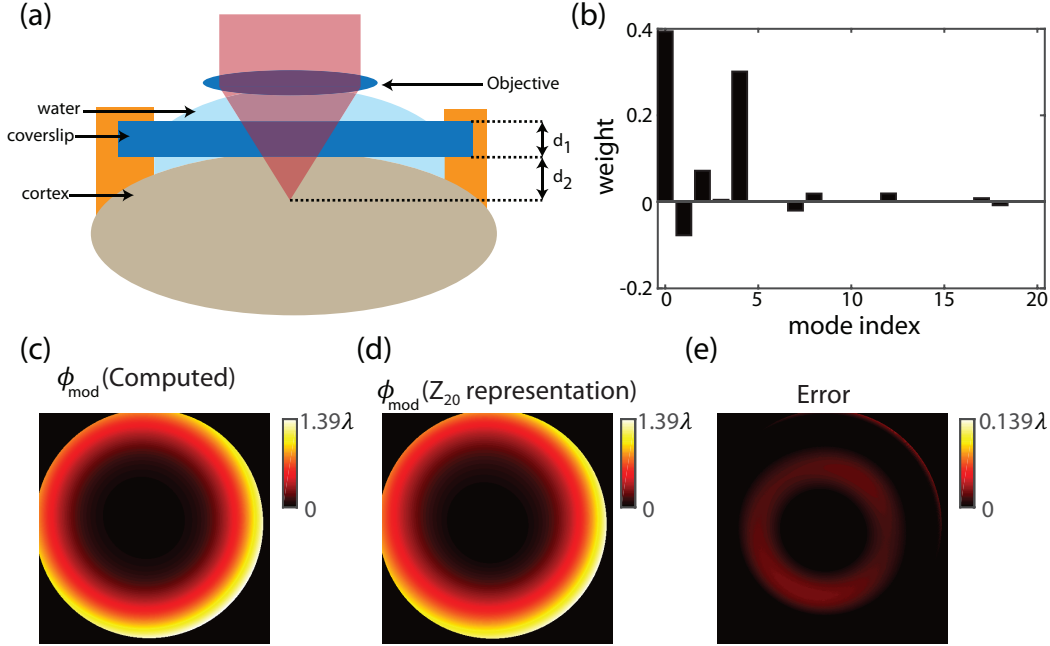 (a)
Objective
water
coverslip
d1
d2
cortex
(b)
0.4
0.2
0
-0.2
weight
0 5 10 15 20
mode index
(c)
ϕmod(Computed)
1.39λ
0
(d)
ϕmod(Z20 representation)
1.39λ
0
(e)
Error
0.139λ
0